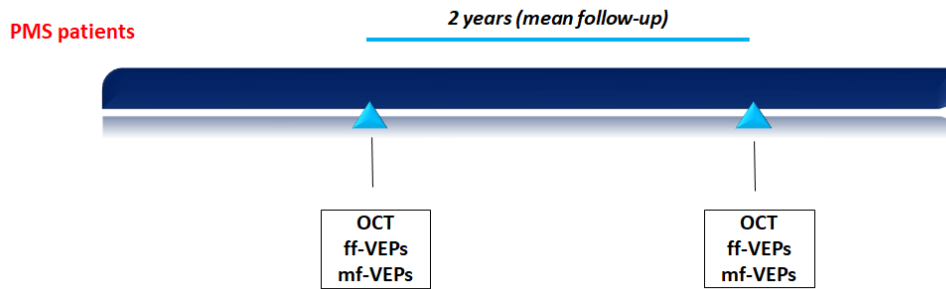 2 years (mean follow-up)
PMS patients
OCT
ff-VEPs
mf-VEPs
OCT
ff-VEPs
mf-VEPs